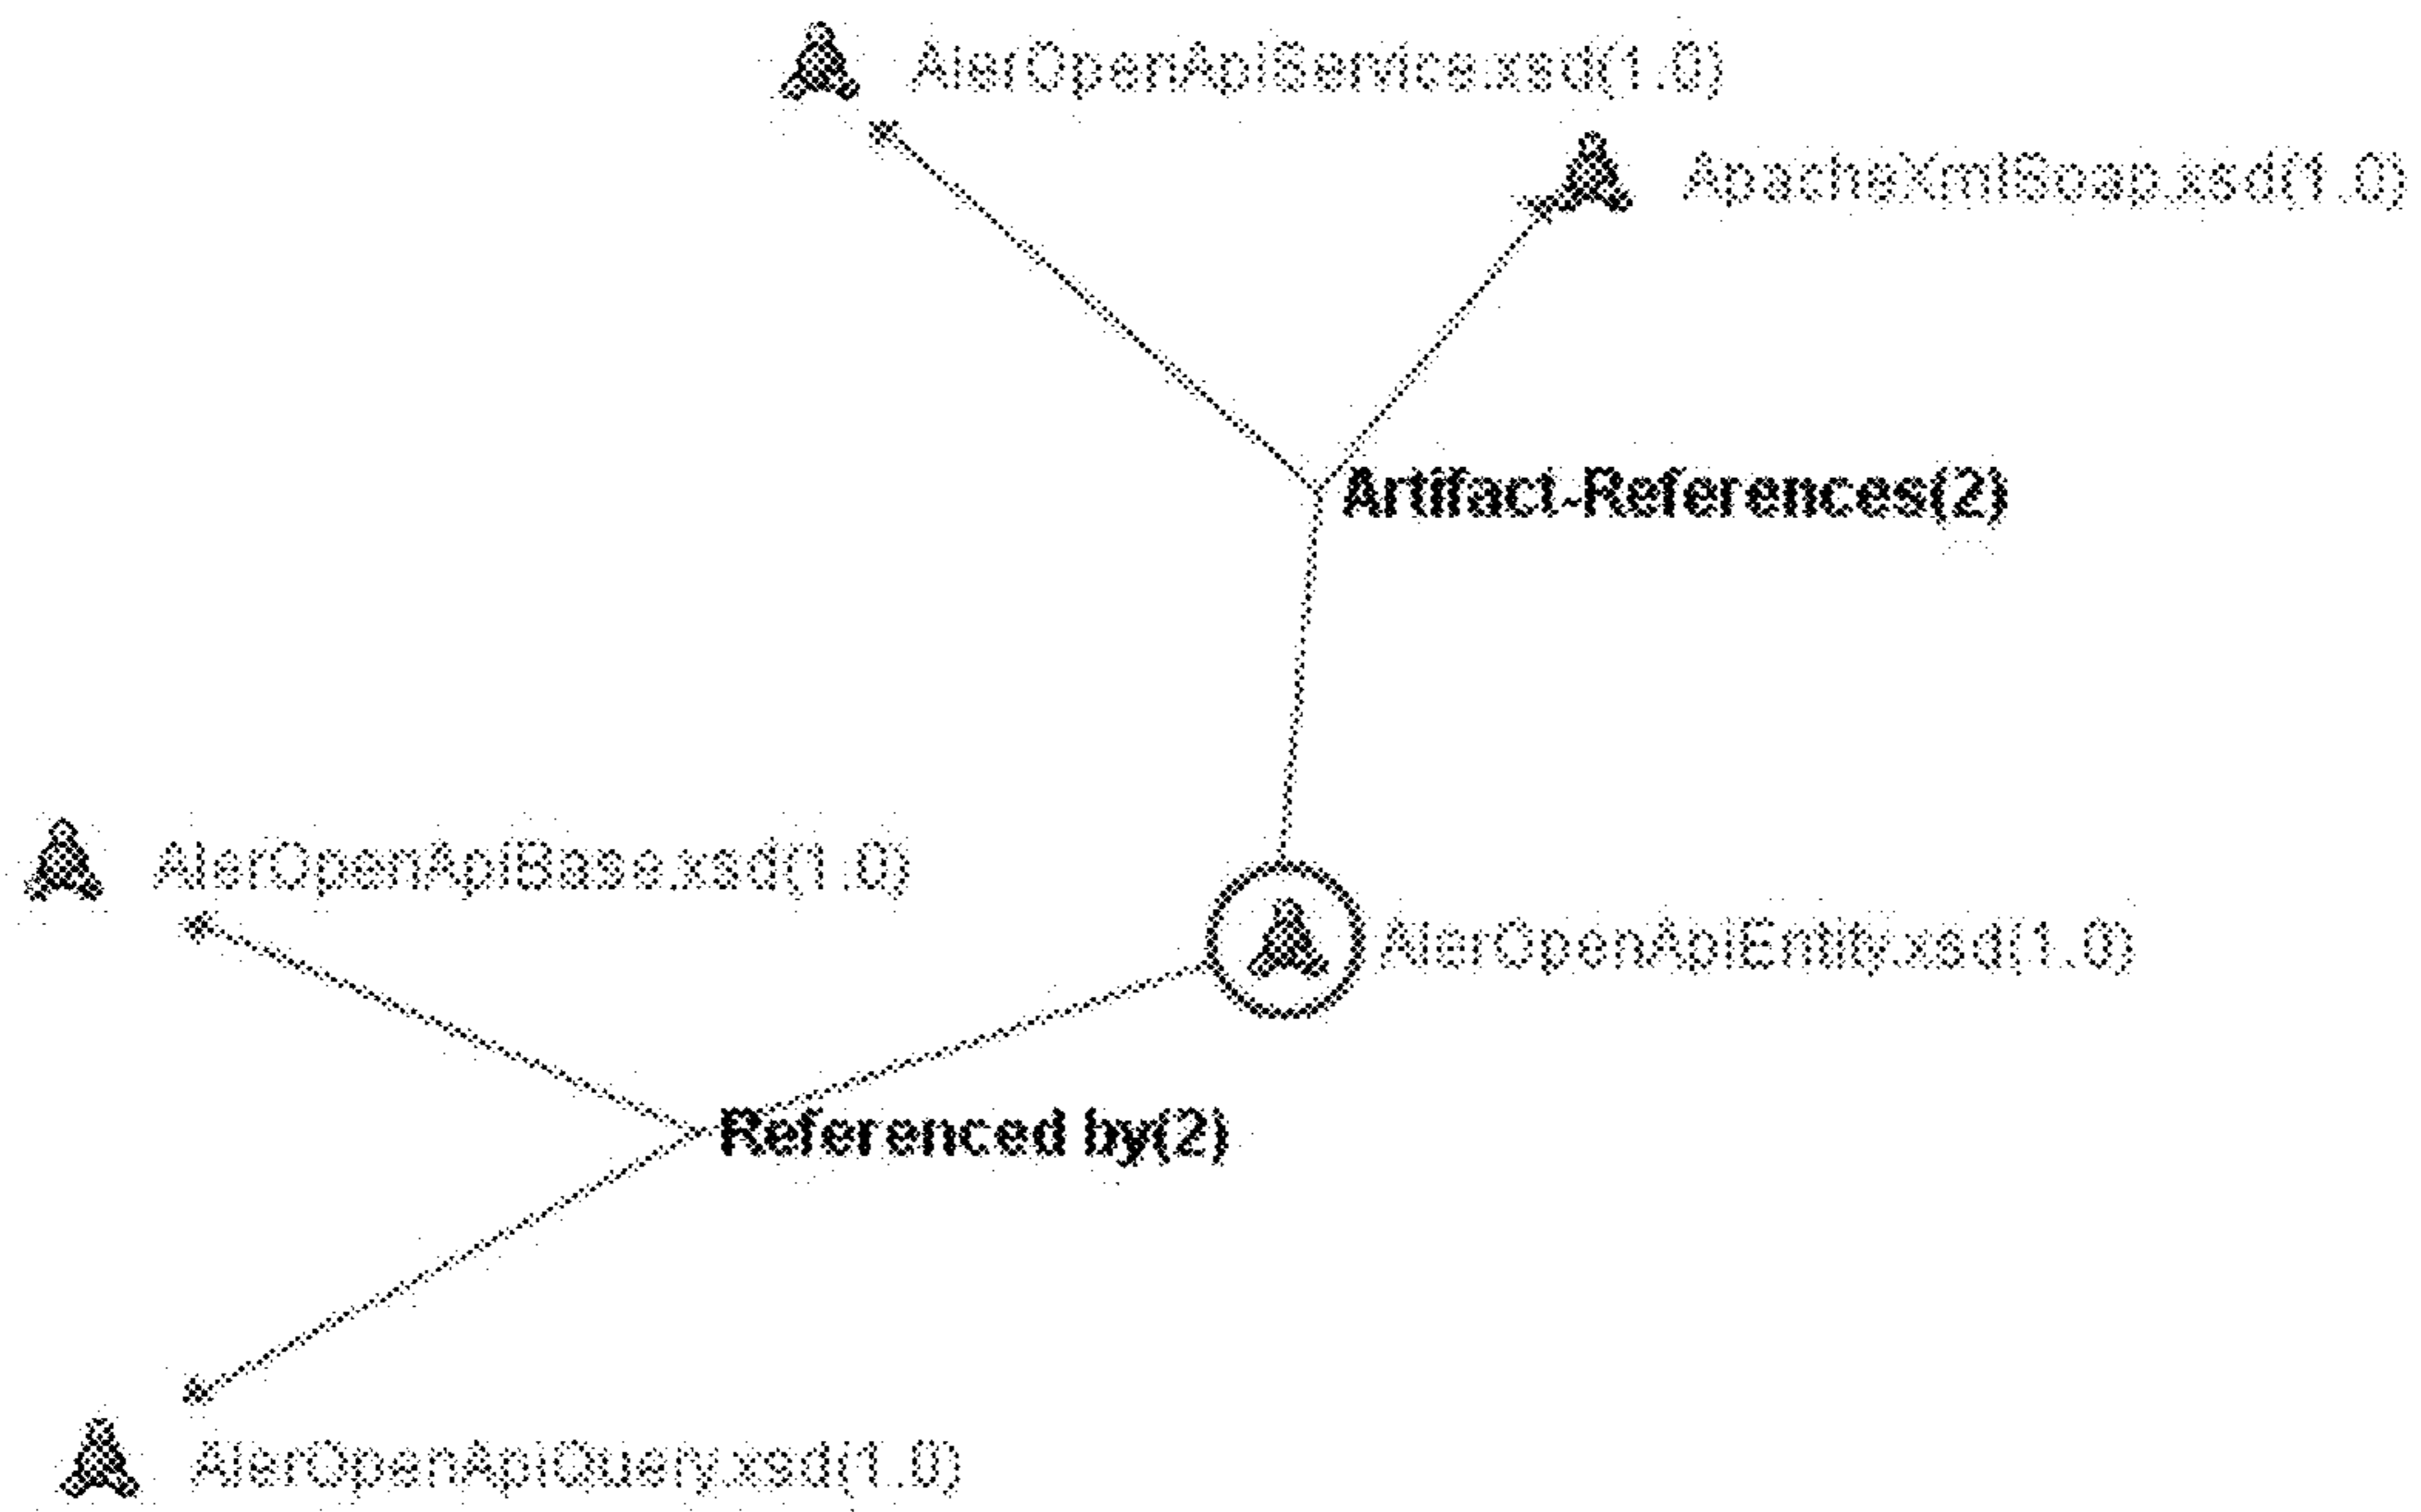 AlerOpenApiService.xsd(1.0)
ApacheXmlSoap.xsd(1.0)
Artifact-References(2)
AlerOpenApiBase.xsd(1.0)
AlerOpenApiEntity.xsd(1.0)
Referenced by(2)
AlerOpenApiQuery.xsd(1.0)